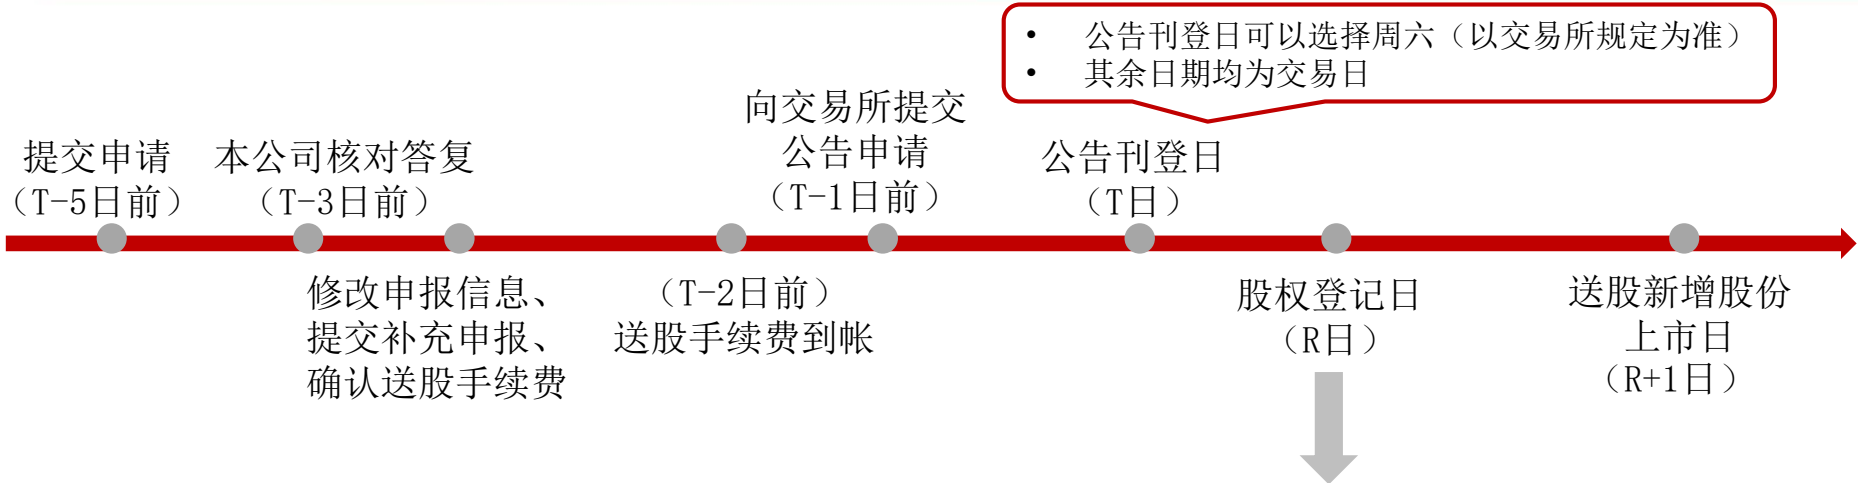 • 公告刊登日可以选择周六（以交易所规定为准）
• 其余日期均为交易日
提交申请
（T-5日前）
本公司核对答复
（T-3日前）
修改申报信息、
提交补充申报、
确认送股手续费
（T-2日前）
送股手续费到帐
向交易所提交
公告申请
（T-1日前）
公告刊登日
（T日）
股权登记日
（R日）
送股新增股份
上市日
（R+1日）